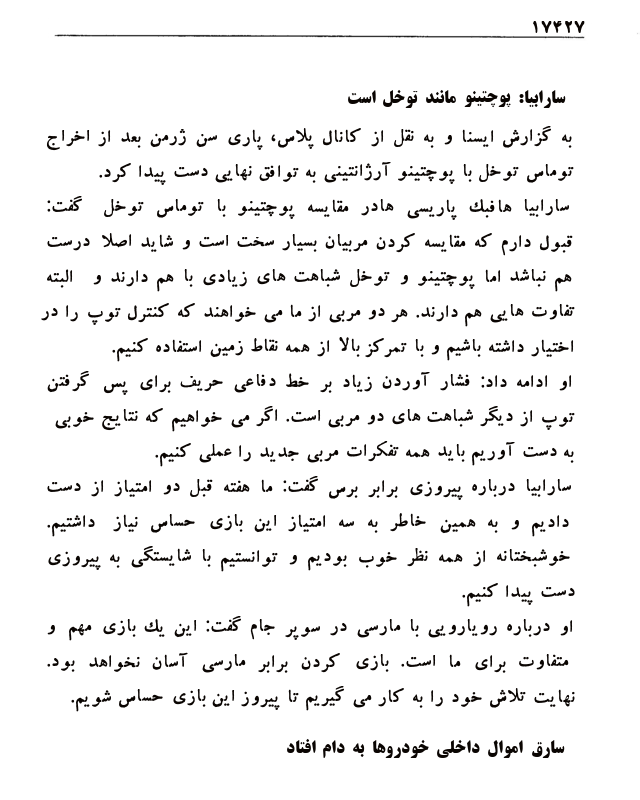 ۱۷۴۲۷
سارابیا: پوچتینو مانند توخل است
به گزارش ایسنا و به نقل از کانال پلاس، پاری سن ژرمن بعد از اخراج
توماس توخل با پوچتینو آرژانتینی به توافق نهایی دست پیدا کرد.
سارابیا هافبك پاریسی هادر مقایسه پوچتینو با توماس توخل گفت:
قبول دارم که مقایسه کردن مربیان بسیار سخت است و شاید اصلا درست
هم نباشد اما پوچتینو و توخل شباهت های زیادی با هم دارند و البته
تفاوت هایی هم دارند. هر دو مربی از ما می خواهند که کنترل توپ را در
اختیار داشته باشیم و با تمرکز بالا از همه نقاط زمین استفاده کنیم.
او ادامه داد: فشار آوردن زیاد بر خط دفاعی حریف برای پس گرفتن
توپ از دیگر شباهت های دو مربی است. اگر می خواهیم که نتایج خوبی
به دست آوریم باید همه تفکرات مربی جدید را عملی کنیم.
سارابیا درباره پیروزی برابر برس گفت: ما هفته قبل دو امتیاز از دست
دادیم و به همین خاطر به سه امتیاز این بازی حساس نیاز داشتیم.
خوشبختانه از همه نظر خوب بودیم و توانستیم با شایستگی به پیروزی
دست پیدا کنیم.
او درباره رویارویی با مارسی در سوپر جام گفت: این یك بازی مهم و
متفاوت برای ما است. بازی کردن برابر مارسی آسان نخواهد بود.
نهایت تلاش خود را به کار می گیریم تا پیروز این بازی حساس شویم.
سارق اموال داخلی خودروها به دام افتاد